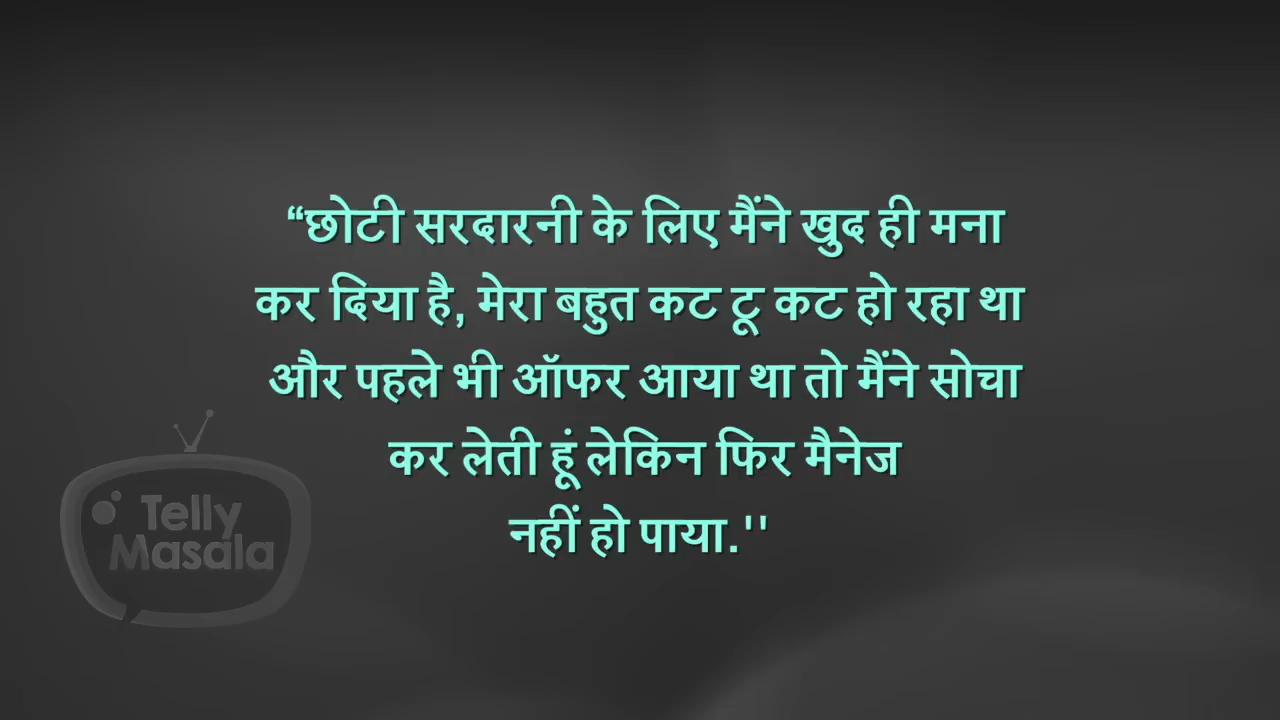 “छोटी सरदारनी के लिए मैंने खुद ही मना
कर दिया है, मेरा बहुत कट टू कट हो रहा था
और पहले भी ऑफर आया था तो मैंने सोचा
कर लेती हूं लेकिन फिर मैनेज
नहीं हो पाया.''
Telly
Masala